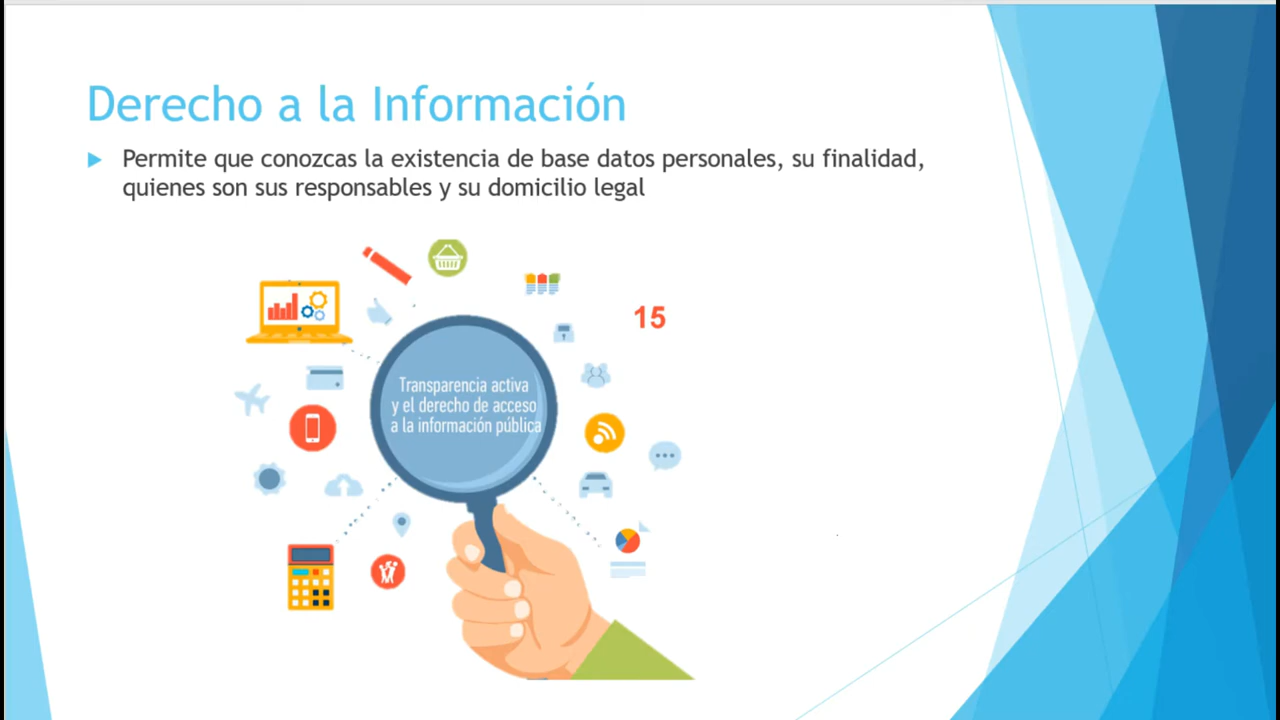 Derecho a la Información
Permite que conozcas la existencia de base datos personales, su finalidad,
quienes son sus responsables y su domicilio legal
15
Transparencia activa
y el derecho de acceso
a la información pública